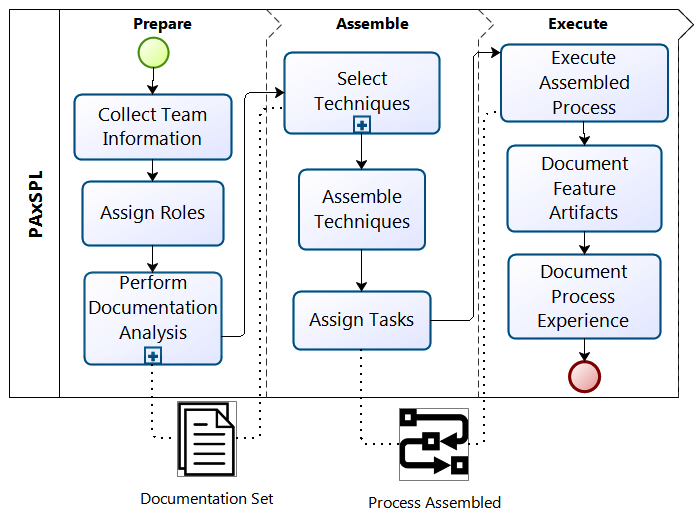 Prepare
Assemble
Execute
PAxSPL
Collect Team
Information
Assign Roles
Perform
Documentation
Analysis
Select
Techniques
Assemble
Techniques
Assign Tasks
Execute
Assembled
Process
Document
Feature
Artifacts
Document
Process
Experience
Documentation Set
Process Assembled